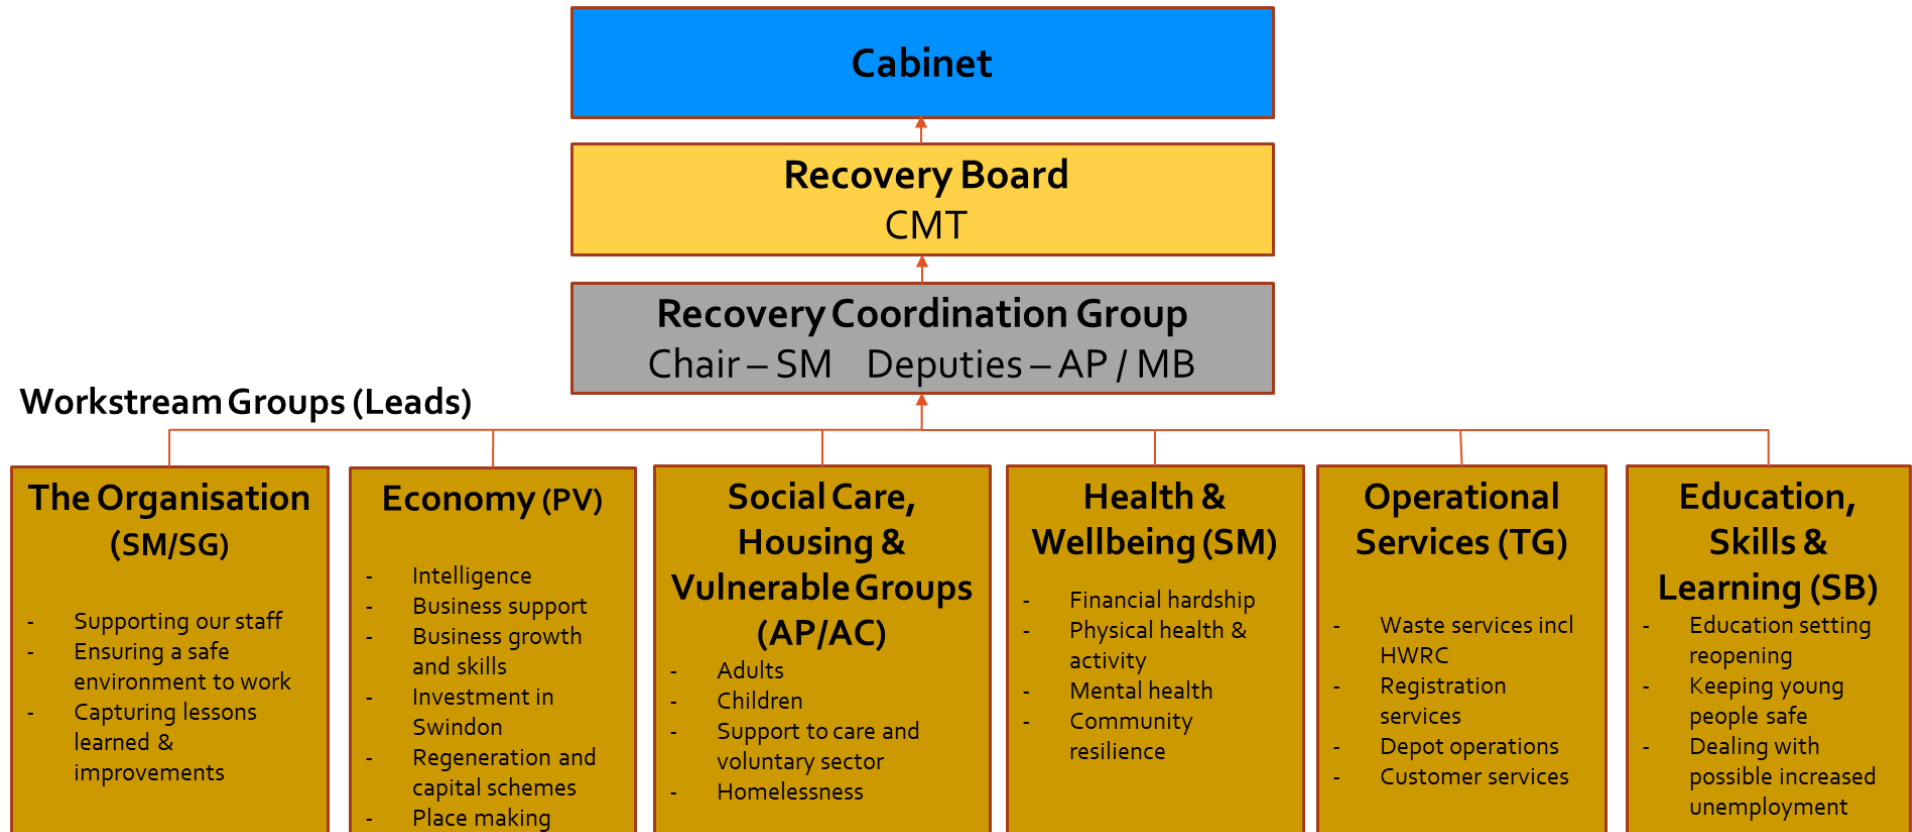 Cabinet
Recovery Board
CMT
Recovery Coordination Group
Chair – SM Deputies – AP / MB
Workstream Groups (Leads)
The Organisation
(SM/SG)
- Supporting our staff
- Ensuring a safe
environment to work
- Capturing lessons
learned &
improvements
Economy (PV)
- Intelligence
- Business support
- Business growth
and skills
- Investment in
Swindon
- Regeneration and
capital schemes
- Place making
Social Care,
Housing &
Vulnerable Groups
(AP/AC)
- Adults
- Children
- Support to care and
voluntary sector
- Homelessness
Health &
Wellbeing (SM)
- Financial hardship
- Physical health &
activity
- Mental health
- Community
resilience
Operational
Services (TG)
- Waste services incl
HWRC
- Registration
services
- Depot operations
- Customer services
Education,
Skills &
Learning (SB)
- Education setting
reopening
- Keeping young
people safe
- Dealing with
possible increased
unemployment